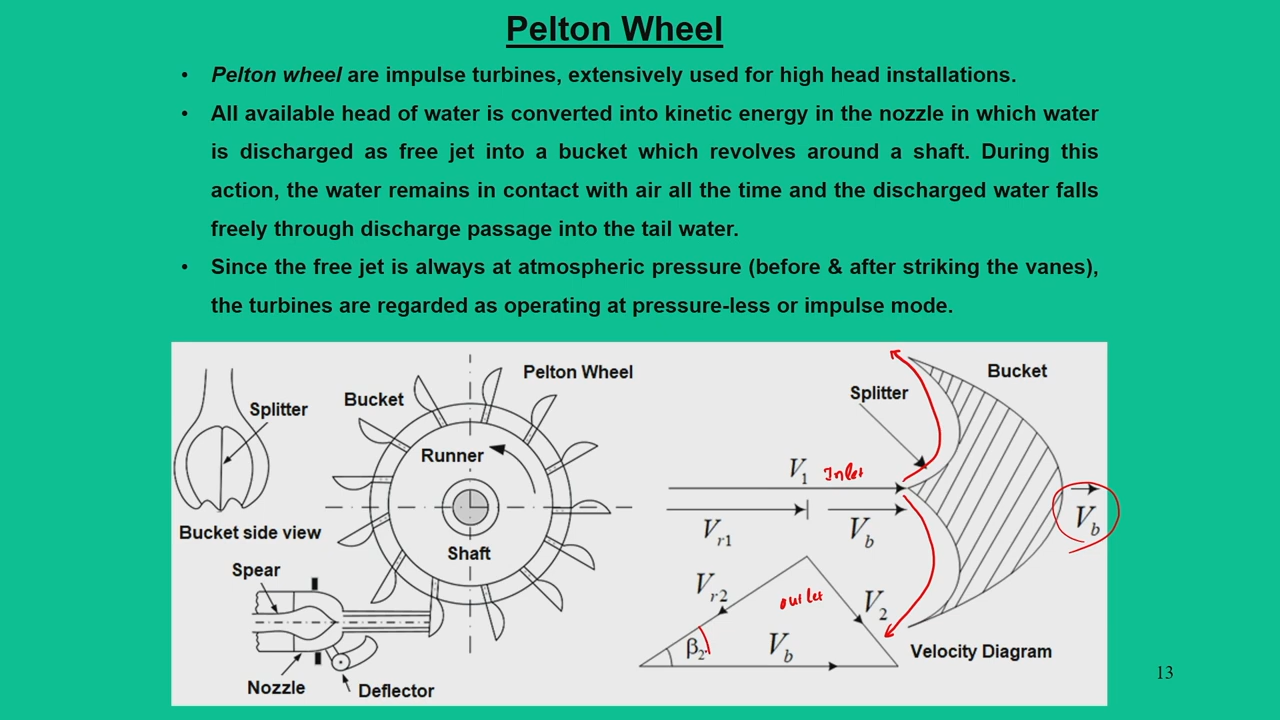 Pelton Wheel
• Pelton wheel are impulse turbines, extensively used for high head installations.
• All available head of water is converted into kinetic energy in the nozzle in which water
is discharged as free jet into a bucket which revolves around a shaft. During this
action, the water remains in contact with air all the time and the discharged water falls
freely through discharge passage into the tail water.
• Since the free jet is always at atmospheric pressure (before & after striking the vanes),
the turbines are regarded as operating at pressure-less or impulse mode.
Splitter
Bucket side view
Spear
Nozzle
Deflector
Bucket
Pelton Wheel
Runner
Shaft
Bucket
Splitter
V1 Inlet
Vr1
Vb
Vb
Vr2
outlet
V2
β2
Vb
Velocity Diagram
13